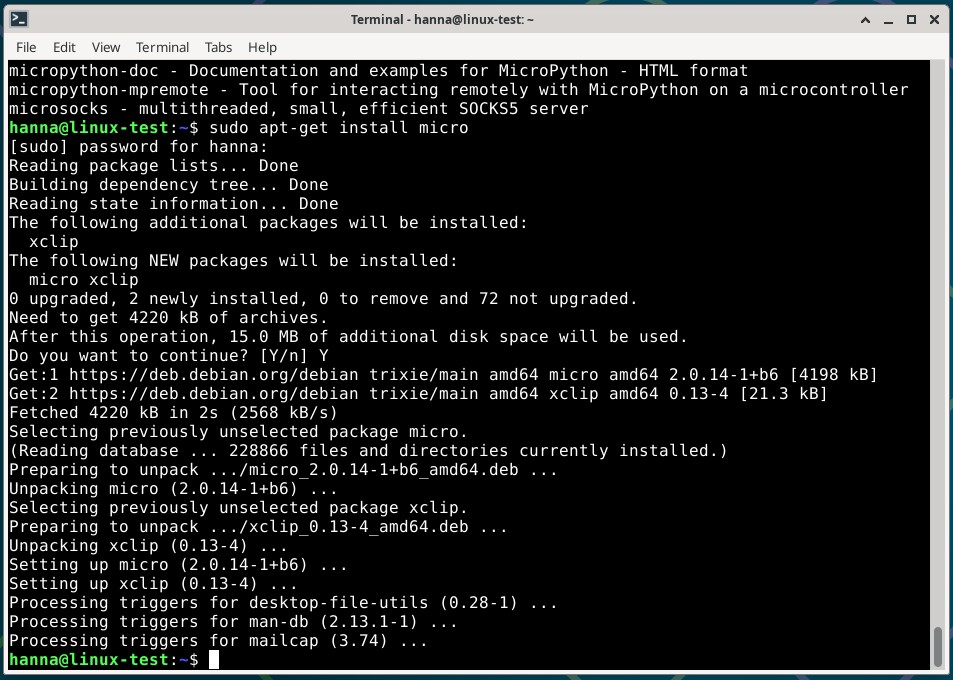 Terminal - hanna@linux-test: ~
File Edit View Terminal Tabs Help
micropython-doc - Documentation and examples for MicroPython - HTML format
micropython-mpremote - Tool for interacting remotely with MicroPython on a microcontroller
microsocks - multithreaded, small, efficient SOCKS5 server
hanna@linux-test:~$ sudo apt-get install micro
[sudo] password for hanna:
Reading package lists... Done
Building dependency tree... Done
Reading state information... Done
The following additional packages will be installed:
  xclip
The following NEW packages will be installed:
  micro xclip
0 upgraded, 2 newly installed, 0 to remove and 72 not upgraded.
Need to get 4220 kB of archives.
After this operation, 15.0 MB of additional disk space will be used.
Do you want to continue? [Y/n] Y
Get:1 https://deb.debian.org/debian trixie/main amd64 micro amd64 2.0.14-1+b6 [4198 kB]
Get:2 https://deb.debian.org/debian trixie/main amd64 xclip amd64 0.13-4 [21.3 kB]
Fetched 4220 kB in 2s (2568 kB/s)
Selecting previously unselected package micro.
(Reading database ... 228866 files and directories currently installed.)
Preparing to unpack .../micro_2.0.14-1+b6_amd64.deb ...
Unpacking micro (2.0.14-1+b6) ...
Selecting previously unselected package xclip.
Preparing to unpack .../xclip_0.13-4_amd64.deb ...
Unpacking xclip (0.13-4) ...
Setting up micro (2.0.14-1+b6) ...
Setting up xclip (0.13-4) ...
Processing triggers for desktop-file-utils (0.28-1) ...
Processing triggers for man-db (2.13.1-1) ...
Processing triggers for mailcap (3.74) ...
hanna@linux-test:~$